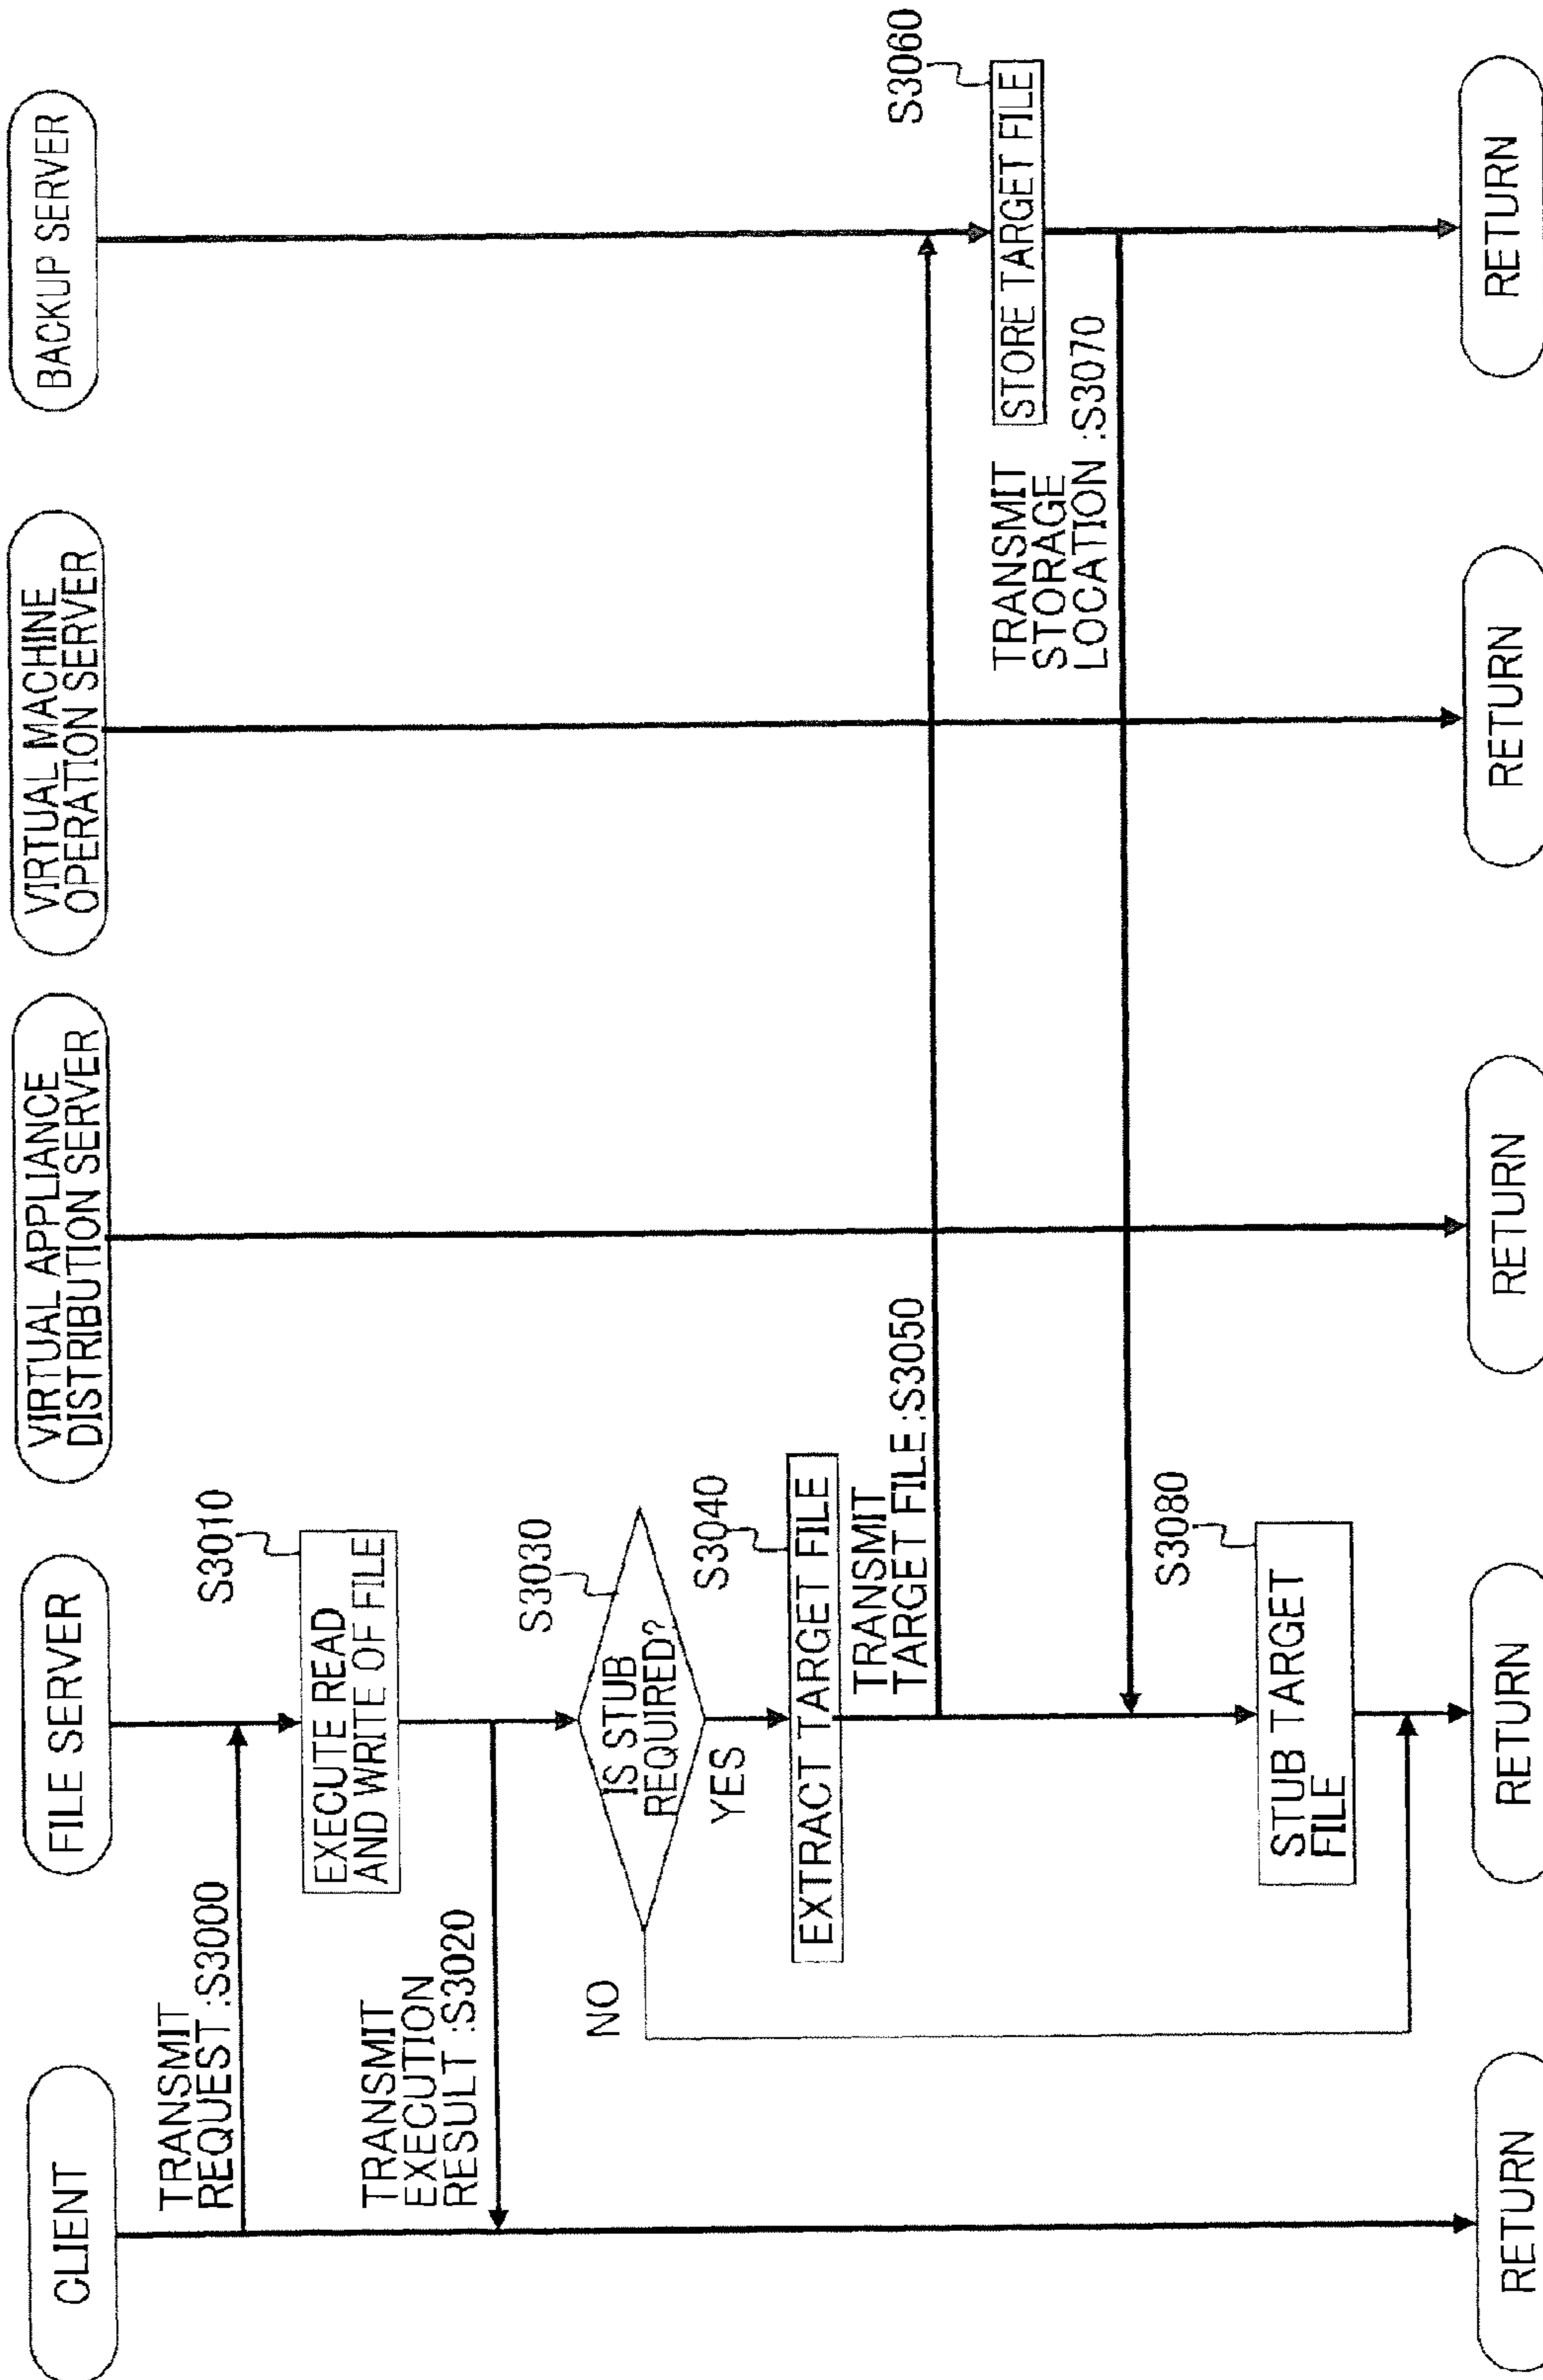 CLIENT
FILE SERVER
VIRTUAL APPLIANCE
DISTRIBUTION SERVER
VIRTUAL MACHINE
OPERATION SERVER
BACKUP SERVER
TRANSMIT
REQUEST :S3000
S3010
EXECUTE READ
AND WRITE OF FILE
TRANSMIT
EXECUTION
RESULT :S3020
S3030
IS STUB
REQUIRED?
NO
YES
S3040
EXTRACT TARGET FILE
TRANSMIT
TARGET FILE :S3050
S3060
STORE TARGET FILE
TRANSMIT
STORAGE
LOCATION :S3070
S3080
STUB TARGET
FILE
RETURN
RETURN
RETURN
RETURN
RETURN